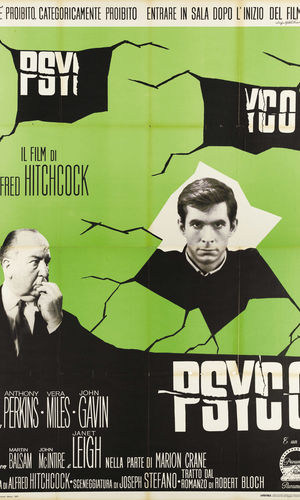 È PROIBITO, CATEGORICAMENTE PROIBITO ENTRARE IN SALA DOPO L'INIZIO DEL FILM
PSY
YCO
IL FILM DI
FRED HITCHCOCK
ANTHONY VERA JOHN
PERKINS·MILES·GAVIN
MARTIN JOHN JANET
BALSAM McINTIRE LEIGH NELLA PARTE DI MARION CRANE
PSYCO
È un
DI ALFRED HITCHCOCK·SCENEGGIATURA DI JOSEPH STEFANO·TRATTO DAL
ROMANZO DI ROBERT BLOCH
Paramount